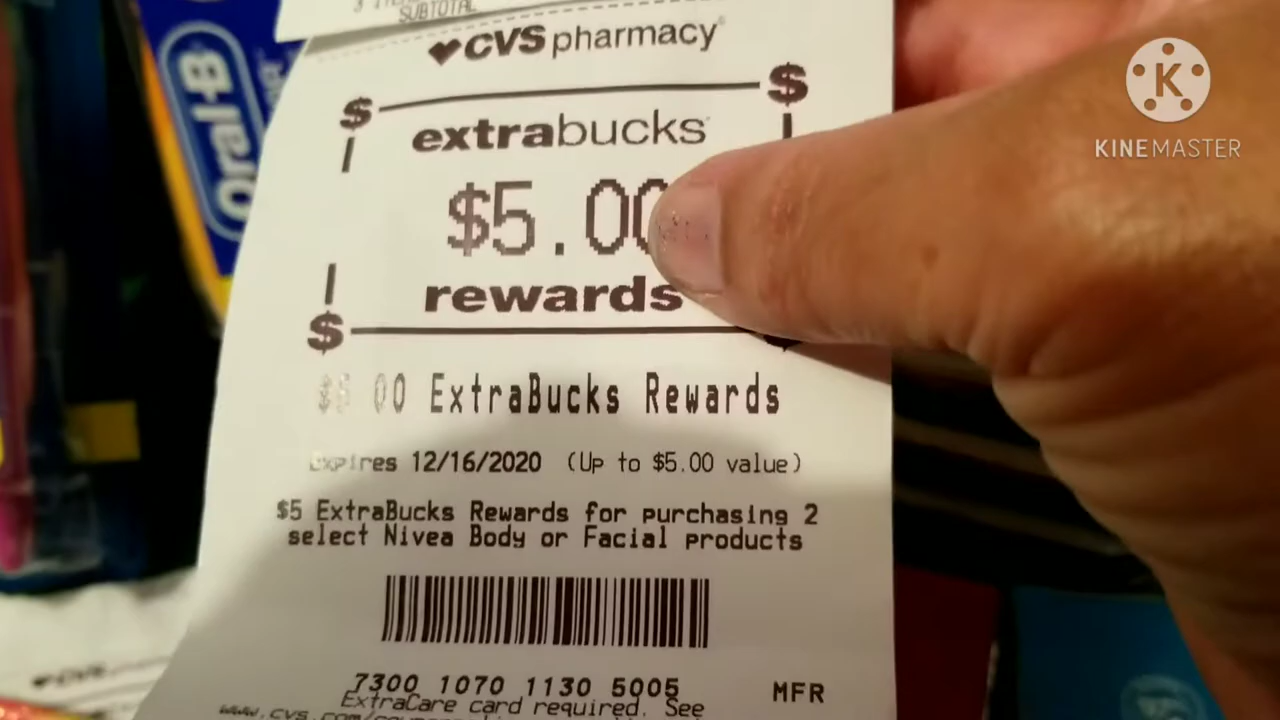 SUBTOTAL
CVS pharmacy
$ $
extrabucks
$5.00
rewards
$
00 ExtraBucks Rewards
Expires 12/16/2020 (Up to $5.00 value)
$5 ExtraBucks Rewards for purchasing 2
select Nivea Body or Facial products
7300 1070 1130 5005 MFR
ExtraCare card required. See
Oral-B
K
KINEMASTER